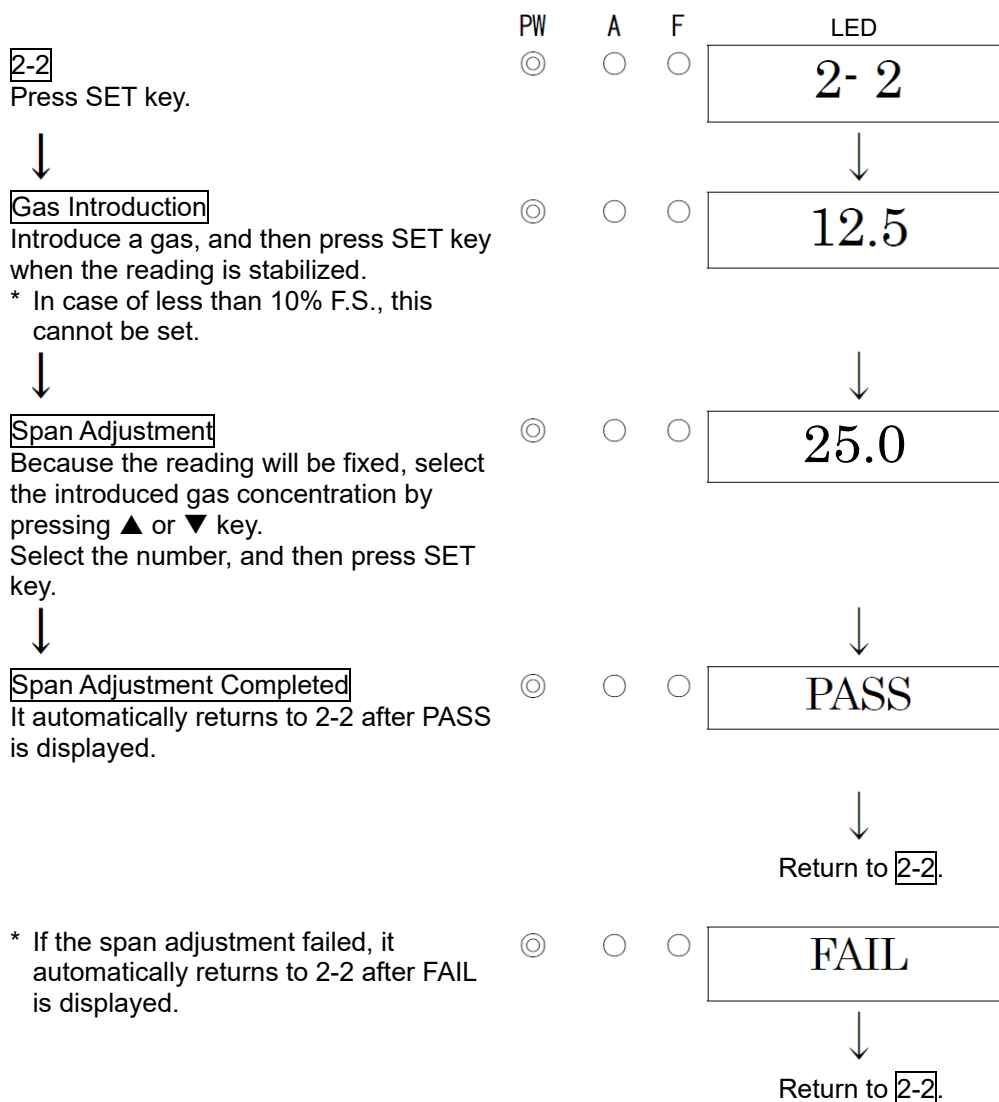 PW A F LED
2-2
2- 2
Press SET key.
↓ ↓
Gas Introduction
12.5
Introduce a gas, and then press SET key
when the reading is stabilized.
* In case of less than 10% F.S., this
cannot be set.
↓ ↓
Span Adjustment
25.0
Because the reading will be fixed, select
the introduced gas concentration by
pressing ▲ or ▼ key.
Select the number, and then press SET
key.
↓ ↓
Span Adjustment Completed
PASS
It automatically returns to 2-2 after PASS
is displayed.
↓
Return to 2-2.
* If the span adjustment failed, it
automatically returns to 2-2 after FAIL
is displayed.
FAIL
↓
Return to 2-2.